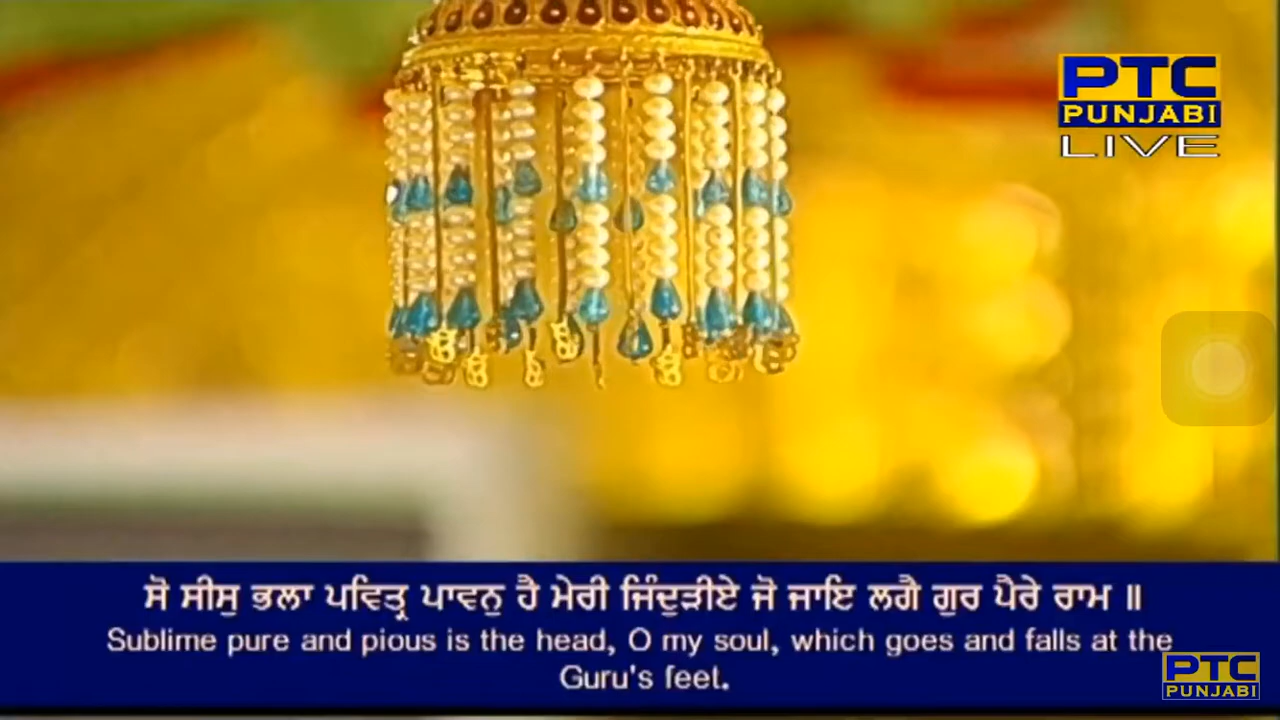 PTC
PUNJABI
LIVE
ਸੋ ਸੀਸੁ ਭਲਾ ਪਵਿਤ੍ਰ ਪਾਵਨੁ ਹੈ ਮੇਰੀ ਜਿੰਦੁੜੀਏ ਜੋ ਜਾਇ ਲਗੈ ਗੁਰ ਪੈਰੇ ਰਾਮ ॥
Sublime pure and pious is the head, O my soul, which goes and falls at the
Guru's feet.
PTC
PUNJABI